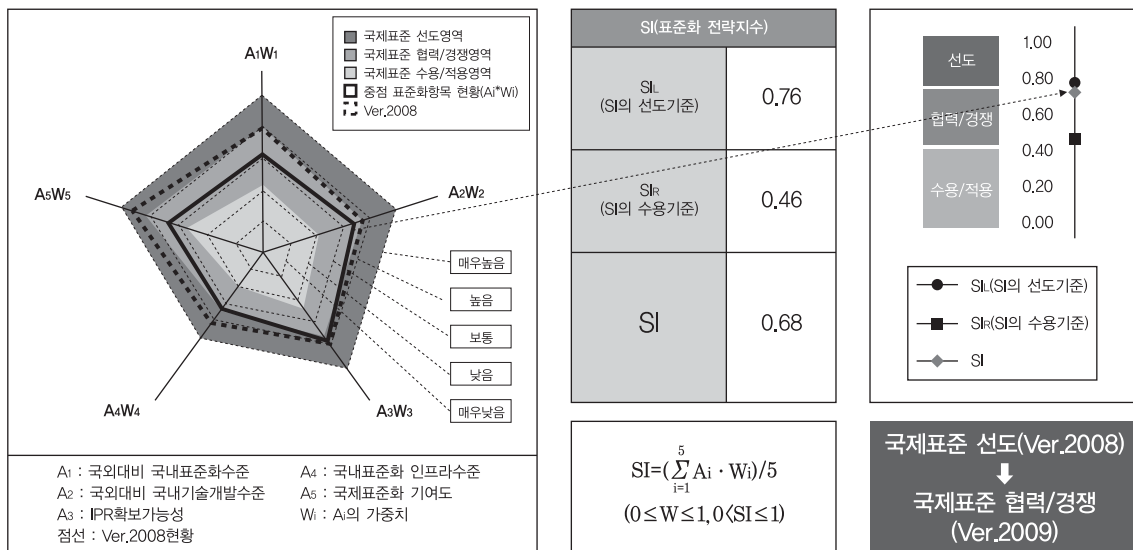 국제표준 선도영역
국제표준 협력/경쟁영역
국제표준 수용/적용영역
중점 표준화항목 현황(Ai*Wi)
Ver.2008
A1W1
A2W2
A3W3
A4W4
A5W5
매우높음
높음
보통
낮음
매우낮음
A1 : 국외대비 국내표준화수준
A2 : 국외대비 국내기술개발수준
A3 : IPR확보가능성
점선 : Ver.2008현황
A4 : 국내표준화 인프라수준
A5 : 국제표준화 기여도
Wi : Ai의 가중치
SI(표준화 전략지수)
SIL
(SI의 선도기준)
0.76
SIR
(SI의 수용기준)
0.46
SI
0.68
SI=(5∑i=1 Ai · Wi)/5
(0≤W≤1, 0<SI≤1)
선도
협력/경쟁
수용/적용
1.00
0.80
0.60
0.40
0.20
0.00
SIL(SI의 선도기준)
SIR(SI의 수용기준)
SI
국제표준 선도(Ver.2008)
국제표준 협력/경쟁
(Ver.2009)